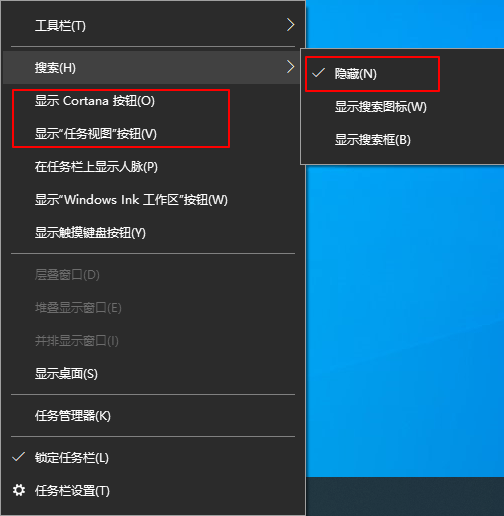 工具栏(T)
搜索(H)
隐藏(N)
显示搜索图标(W)
显示搜索框(B)
显示 Cortana 按钮(O)
显示“任务视图”按钮(V)
在任务栏上显示人脉(P)
显示“Windows Ink 工作区”按钮(W)
显示触摸键盘按钮(Y)
层叠窗口(D)
堆叠显示窗口(E)
并排显示窗口(I)
显示桌面(S)
任务管理器(K)
锁定任务栏(L)
任务栏设置(T)